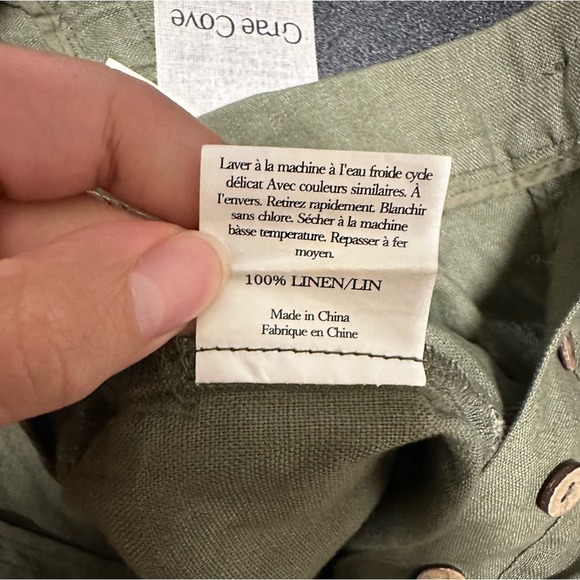 Grae Cove
Laver à la machine à l'eau froide cycle
délicat Avec couleurs similaires. À
l'envers. Retirez rapidement. Blanchir
sans chlore. Sécher à la machine
bàsse temperature. Repasser à fer
moyen.
100% LINEN/LIN
Made in China
Fabrique en Chine